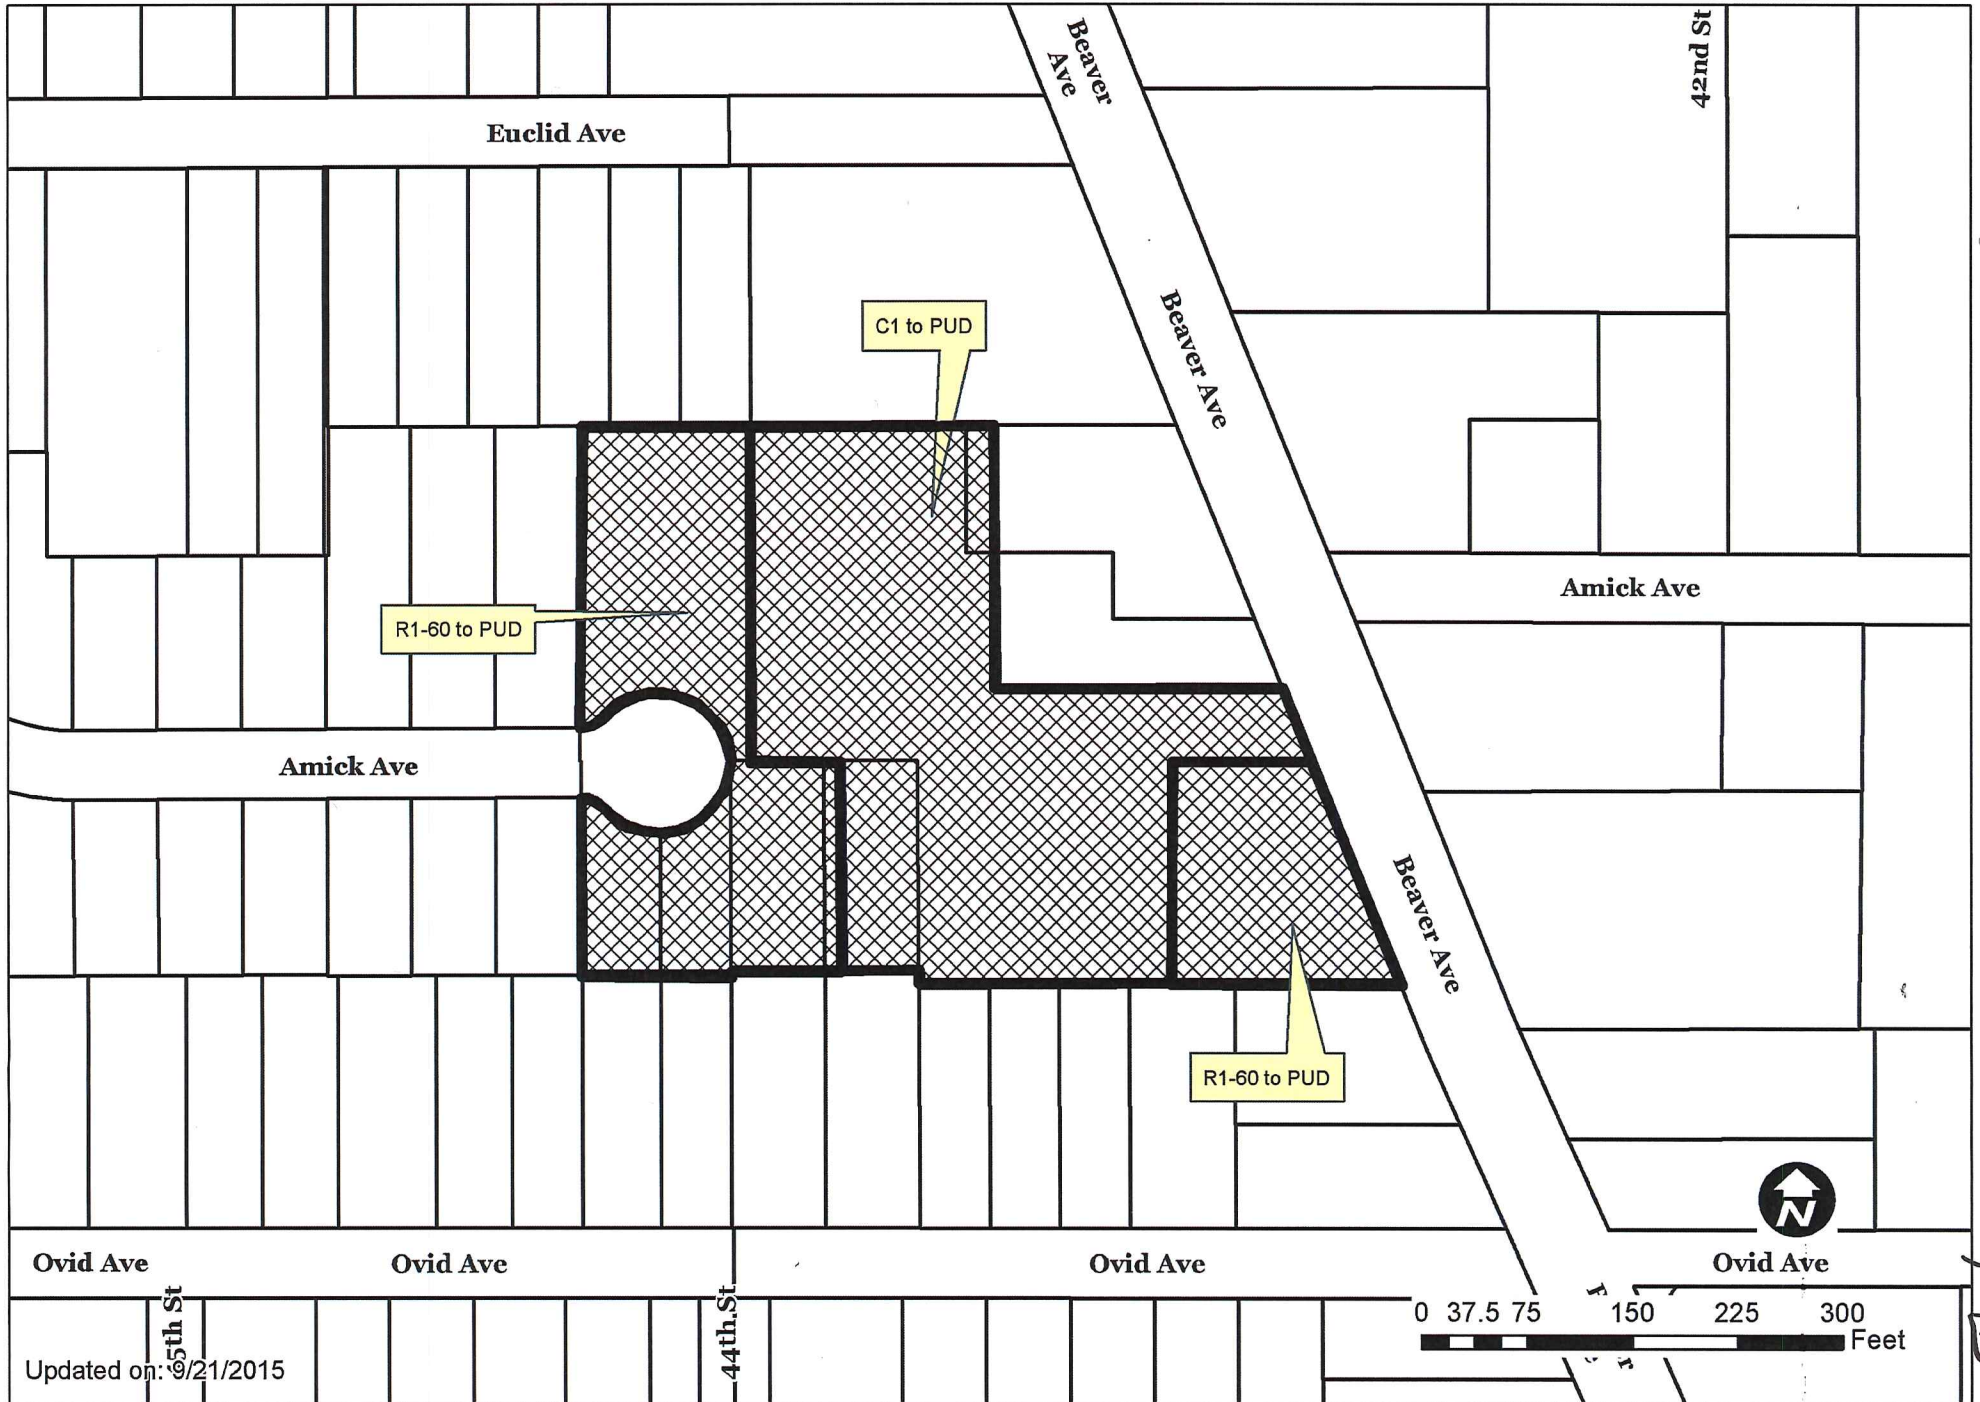 Beaver
Ave
42nd St
Euclid Ave
C1 to PUD
Beaver Ave
Amick Ave
R1-60 to PUD
Amick Ave
Beaver Ave
R1-60 to PUD
N
Ovid Ave
Ovid Ave
Ovid Ave
Ovid Ave
5th St
44th St
0 37.5 75 150 225 300
Feet
Updated on: 9/21/2015